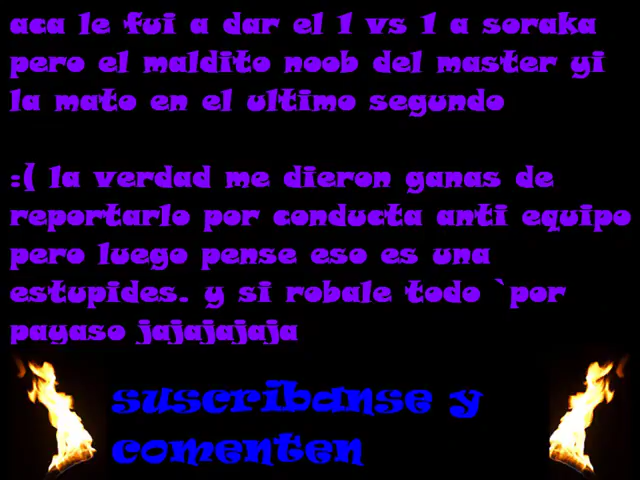 aca le fui a dar el 1 vs 1 a soraka
pero el maldito noob del master yi
la mato en el ultimo segundo
:( la verdad me dieron ganas de
reportarlo por conducta anti equipo
pero luego pense eso es una
estupides. y si robale todo `por
payaso jajajajaja
suscribanse y
comenten